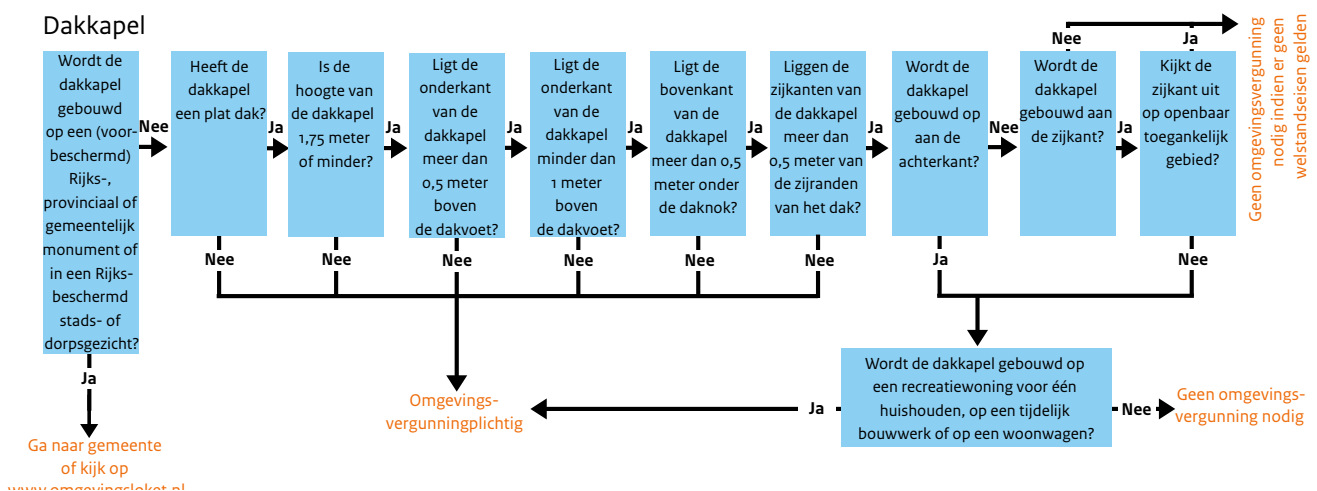 Dakkapel
Wordt de
dakkapel
gebouwd
op een (voor-
beschermd)
Rijks-,
provinciaal of
gemeentelijk
monument of
in een Rijks-
beschermd
stads- of
dorpsgezicht?
Nee
Ja
Ga naar gemeente
of kijk op
www.omgevingsloket.nl
Heeft de
dakkapel
een plat dak?
Ja
Nee
Is de
hoogte van
de dakkapel
1,75 meter
of minder?
Ja
Nee
Ligt de
onderkant
van de
dakkapel
meer dan
0,5 meter
boven
de dakvoet?
Ja
Nee
Ligt de
onderkant
van de
dakkapel
minder dan
1 meter
boven
de dakvoet?
Ja
Nee
Ligt de
bovenkant
van de
dakkapel
meer dan 0,5
meter onder
de daknok?
Ja
Nee
Liggen de
zijkanten van
de dakkapel
meer dan
0,5 meter van
de zijranden
van het dak?
Ja
Nee
Wordt de
dakkapel
gebouwd op
aan de
achterkant?
Nee
Ja
Wordt de
dakkapel
gebouwd aan
de zijkant?
Nee
Ja
Kijkt de
zijkant uit
op openbaar
toegankelijk
gebied?
Ja
Nee
Geen omgevingsvergunning
nodig indien er geen
welstandseisen gelden
Wordt de dakkapel gebouwd op
een recreatiewoning voor één
huishouden, op een tijdelijk
bouwwerk of op een woonwagen?
Ja
Omgevings-
vergunningplichtig
Nee
Geen omgevings-
vergunning nodig